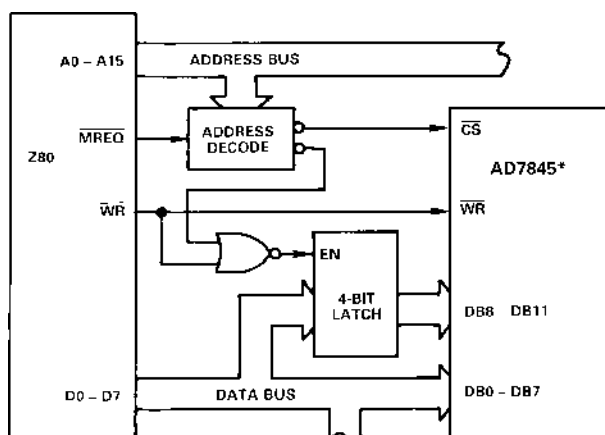 A0 – A15
ADDRESS BUS
MREQ
ADDRESS
DECODE
CS
Z80
AD7845*
WR
WR
EN
4-BIT
LATCH
DB8 – DB11
D0 – D7
DATA BUS
DB0 – DB7